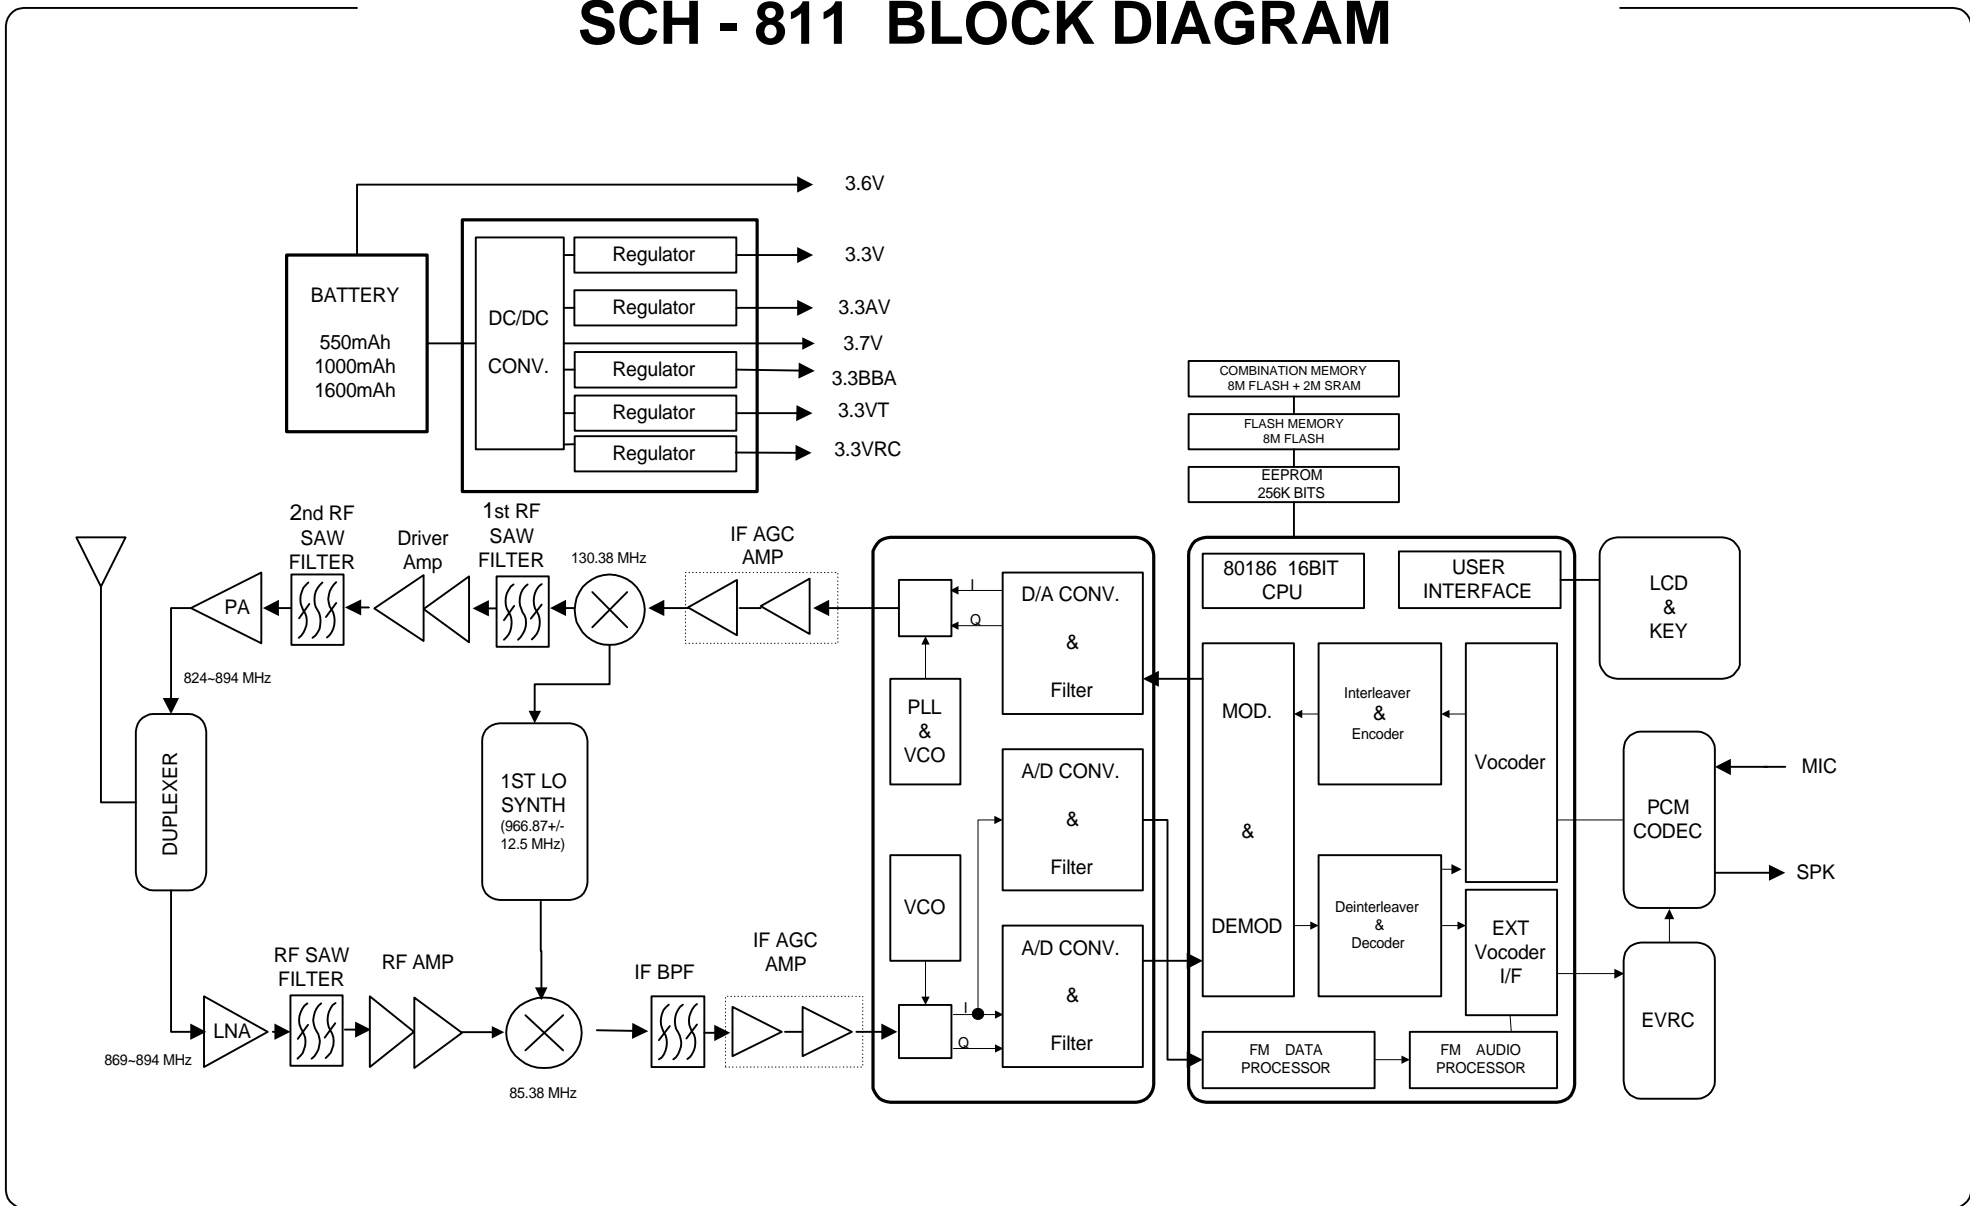 SCH - 811 BLOCK DIAGRAM
3.6V
BATTERY
550mAh
1000mAh
1600mAh
DC/DC
CONV.
Regulator
3.3V
Regulator
3.3AV
3.7V
Regulator
3.3BBA
Regulator
3.3VT
Regulator
3.3VRC
COMBINATION MEMORY
8M FLASH + 2M SRAM
FLASH MEMORY
8M FLASH
EEPROM
256K BITS
2nd RF
SAW
FILTER
Driver
Amp
1st RF
SAW
FILTER
130.38 MHz
IF AGC
AMP
PA
824~894 MHz
DUPLEXER
1ST LO
SYNTH
(966.87+/-
12.5 MHz)
I
Q
D/A CONV.
&
Filter
PLL
&
VCO
A/D CONV.
&
Filter
VCO
A/D CONV.
&
Filter
I
Q
80186 16BIT
CPU
USER
INTERFACE
LCD
&
KEY
MOD.
&
DEMOD
Interleaver
&
Encoder
Vocoder
Deinterleaver
&
Decoder
EXT
Vocoder
I/F
PCM
CODEC
MIC
SPK
EVRC
FM DATA
PROCESSOR
FM AUDIO
PROCESSOR
LNA
869~894 MHz
RF SAW
FILTER
RF AMP
85.38 MHz
IF BPF
IF AGC
AMP